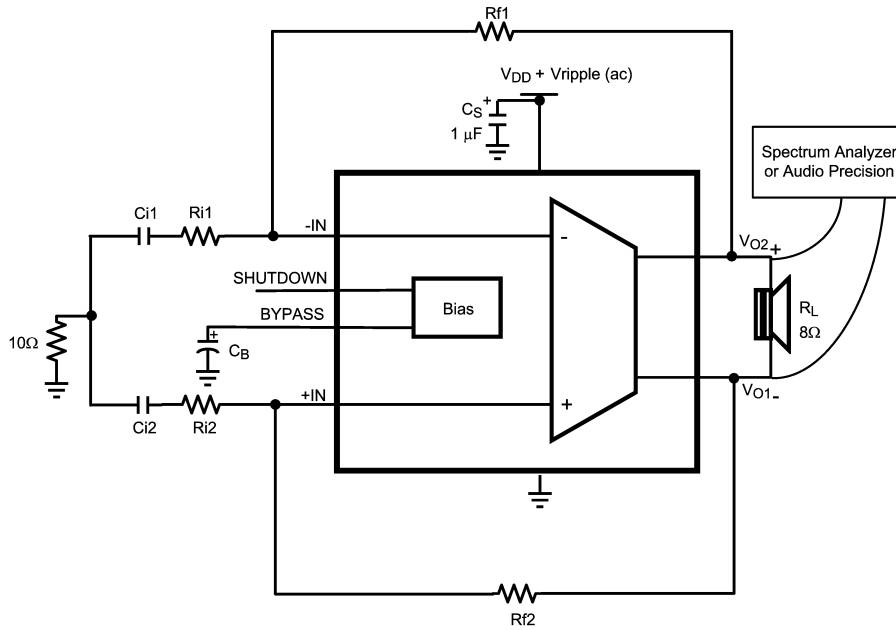 Rf1
VDD + Vripple (ac)
CS +
1 μF
Spectrum Analyzer
or Audio Precision
Ci1
Ri1
-IN
-
VO2 +
SHUTDOWN
Bias
BYPASS
+
CB
10Ω
RL
8Ω
+IN
+
VO1 -
Ci2
Ri2
Rf2